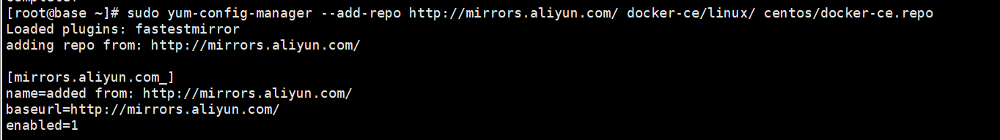 [root@base ~]# sudo yum-config-manager --add-repo http://mirrors.aliyun.com/ docker-ce/linux/ centos/docker-ce.repo
Loaded plugins: fastestmirror
adding repo from: http://mirrors.aliyun.com/
[mirrors.aliyun.com_]
name=added from: http://mirrors.aliyun.com/
baseurl=http://mirrors.aliyun.com/
enabled=1